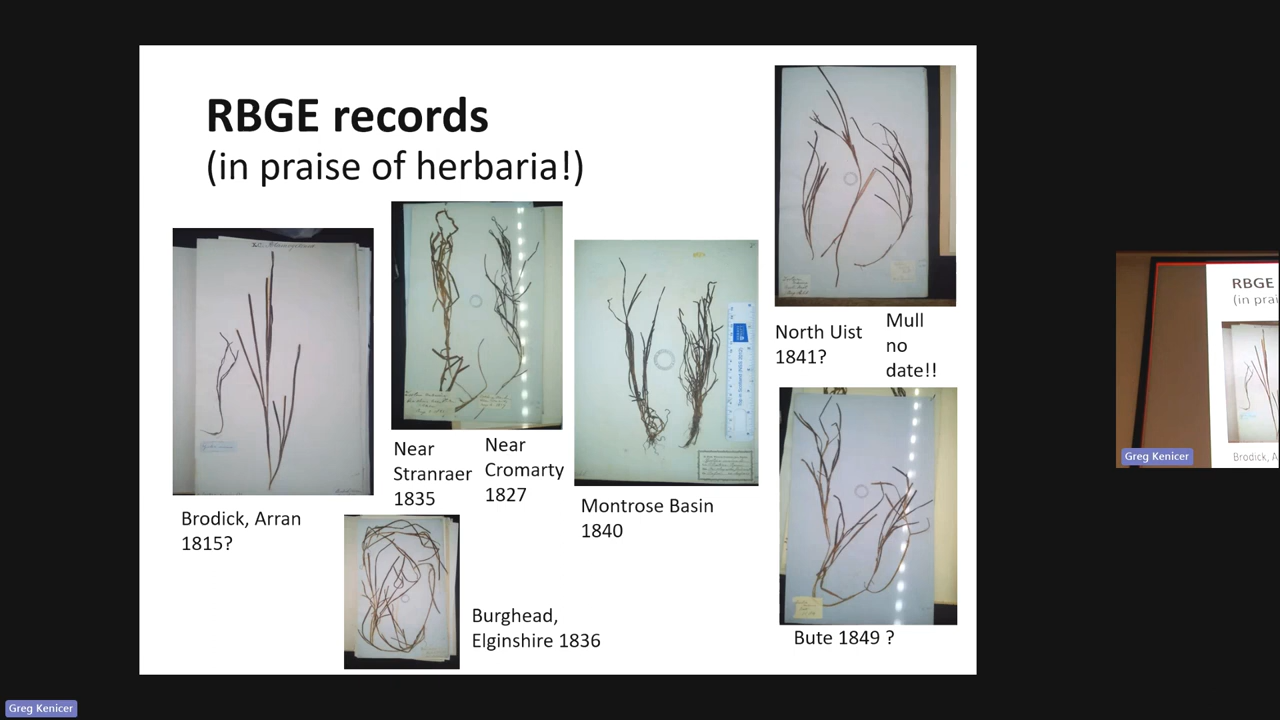 RBGE records
(in praise of herbaria!)
North Uist
1841?
Mull
no
date!!
Near
Stranraer
1835
Near
Cromarty
1827
Montrose Basin
1840
Brodick, Arran
1815?
Burghead,
Elginshire 1836
Bute 1849 ?
RBGE
(in pra
Brodick, A
Greg Kenicer
Greg Kenicer